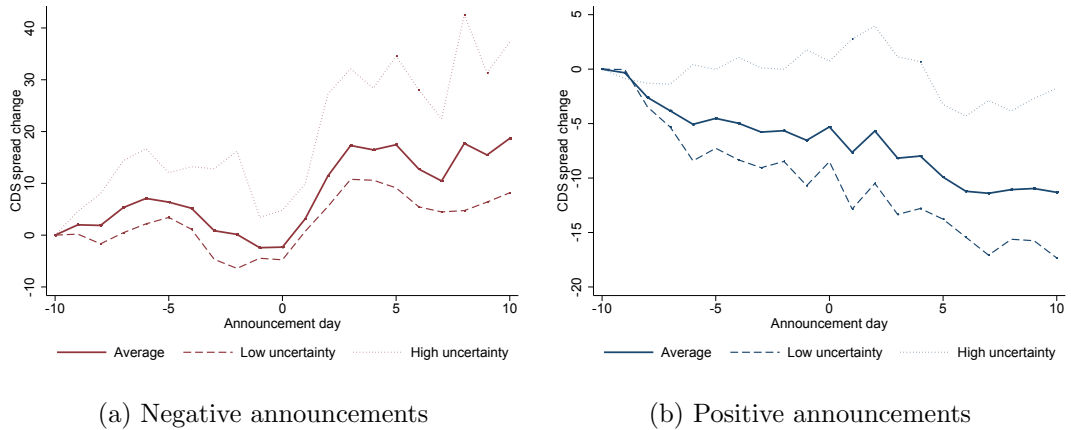 CDS spread change
40
30
20
10
0
-10
-10
-5
0
5
10
Announcement day
Average
Low uncertainty
High uncertainty
(a) Negative announcements
CDS spread change
5
0
-5
-10
-15
-20
-10
-5
0
5
10
Announcement day
Average
Low uncertainty
High uncertainty
(b) Positive announcements